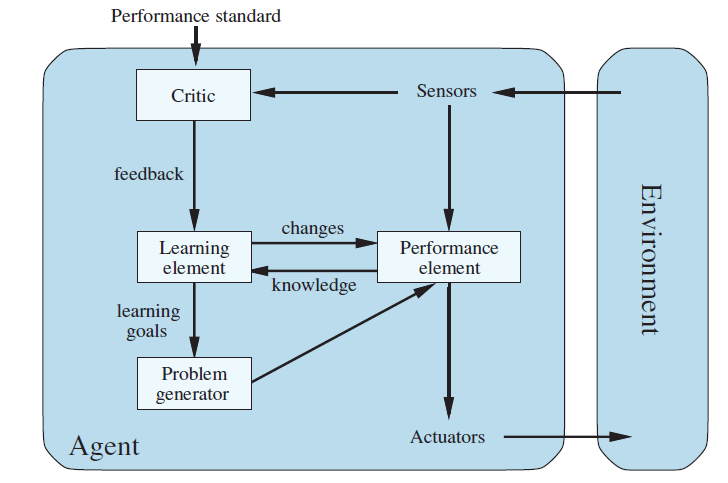 Performance standard
Critic
Sensors
feedback
Learning
element
changes
knowledge
Performance
element
learning
goals
Problem
generator
Actuators
Agent
Environment